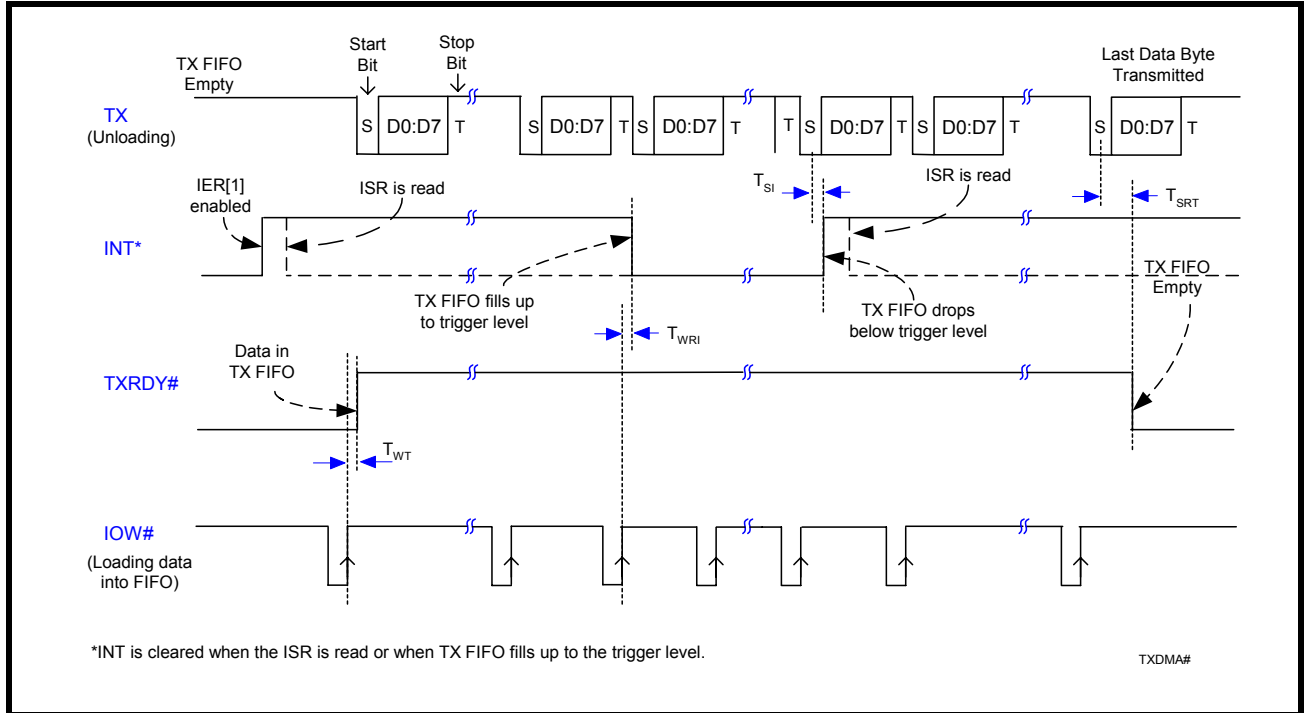 Start
Bit
Stop
Bit
TX FIFO
Empty
Last Data Byte
Transmitted
TX
(Unloading)
S D0:D7 T S D0:D7 T S D0:D7 T T S D0:D7 T S D0:D7 T S D0:D7 T
IER[1]
enabled
ISR is read
TSI
ISR is read
TSRT
INT*
TX FIFO fills up
to trigger level
TX FIFO drops
below trigger level
TX FIFO
Empty
TWRI
Data in
TX FIFO
TXRDY#
TWT
IOW#
(Loading data
into FIFO)
*INT is cleared when the ISR is read or when TX FIFO fills up to the trigger level.
TXDMA#